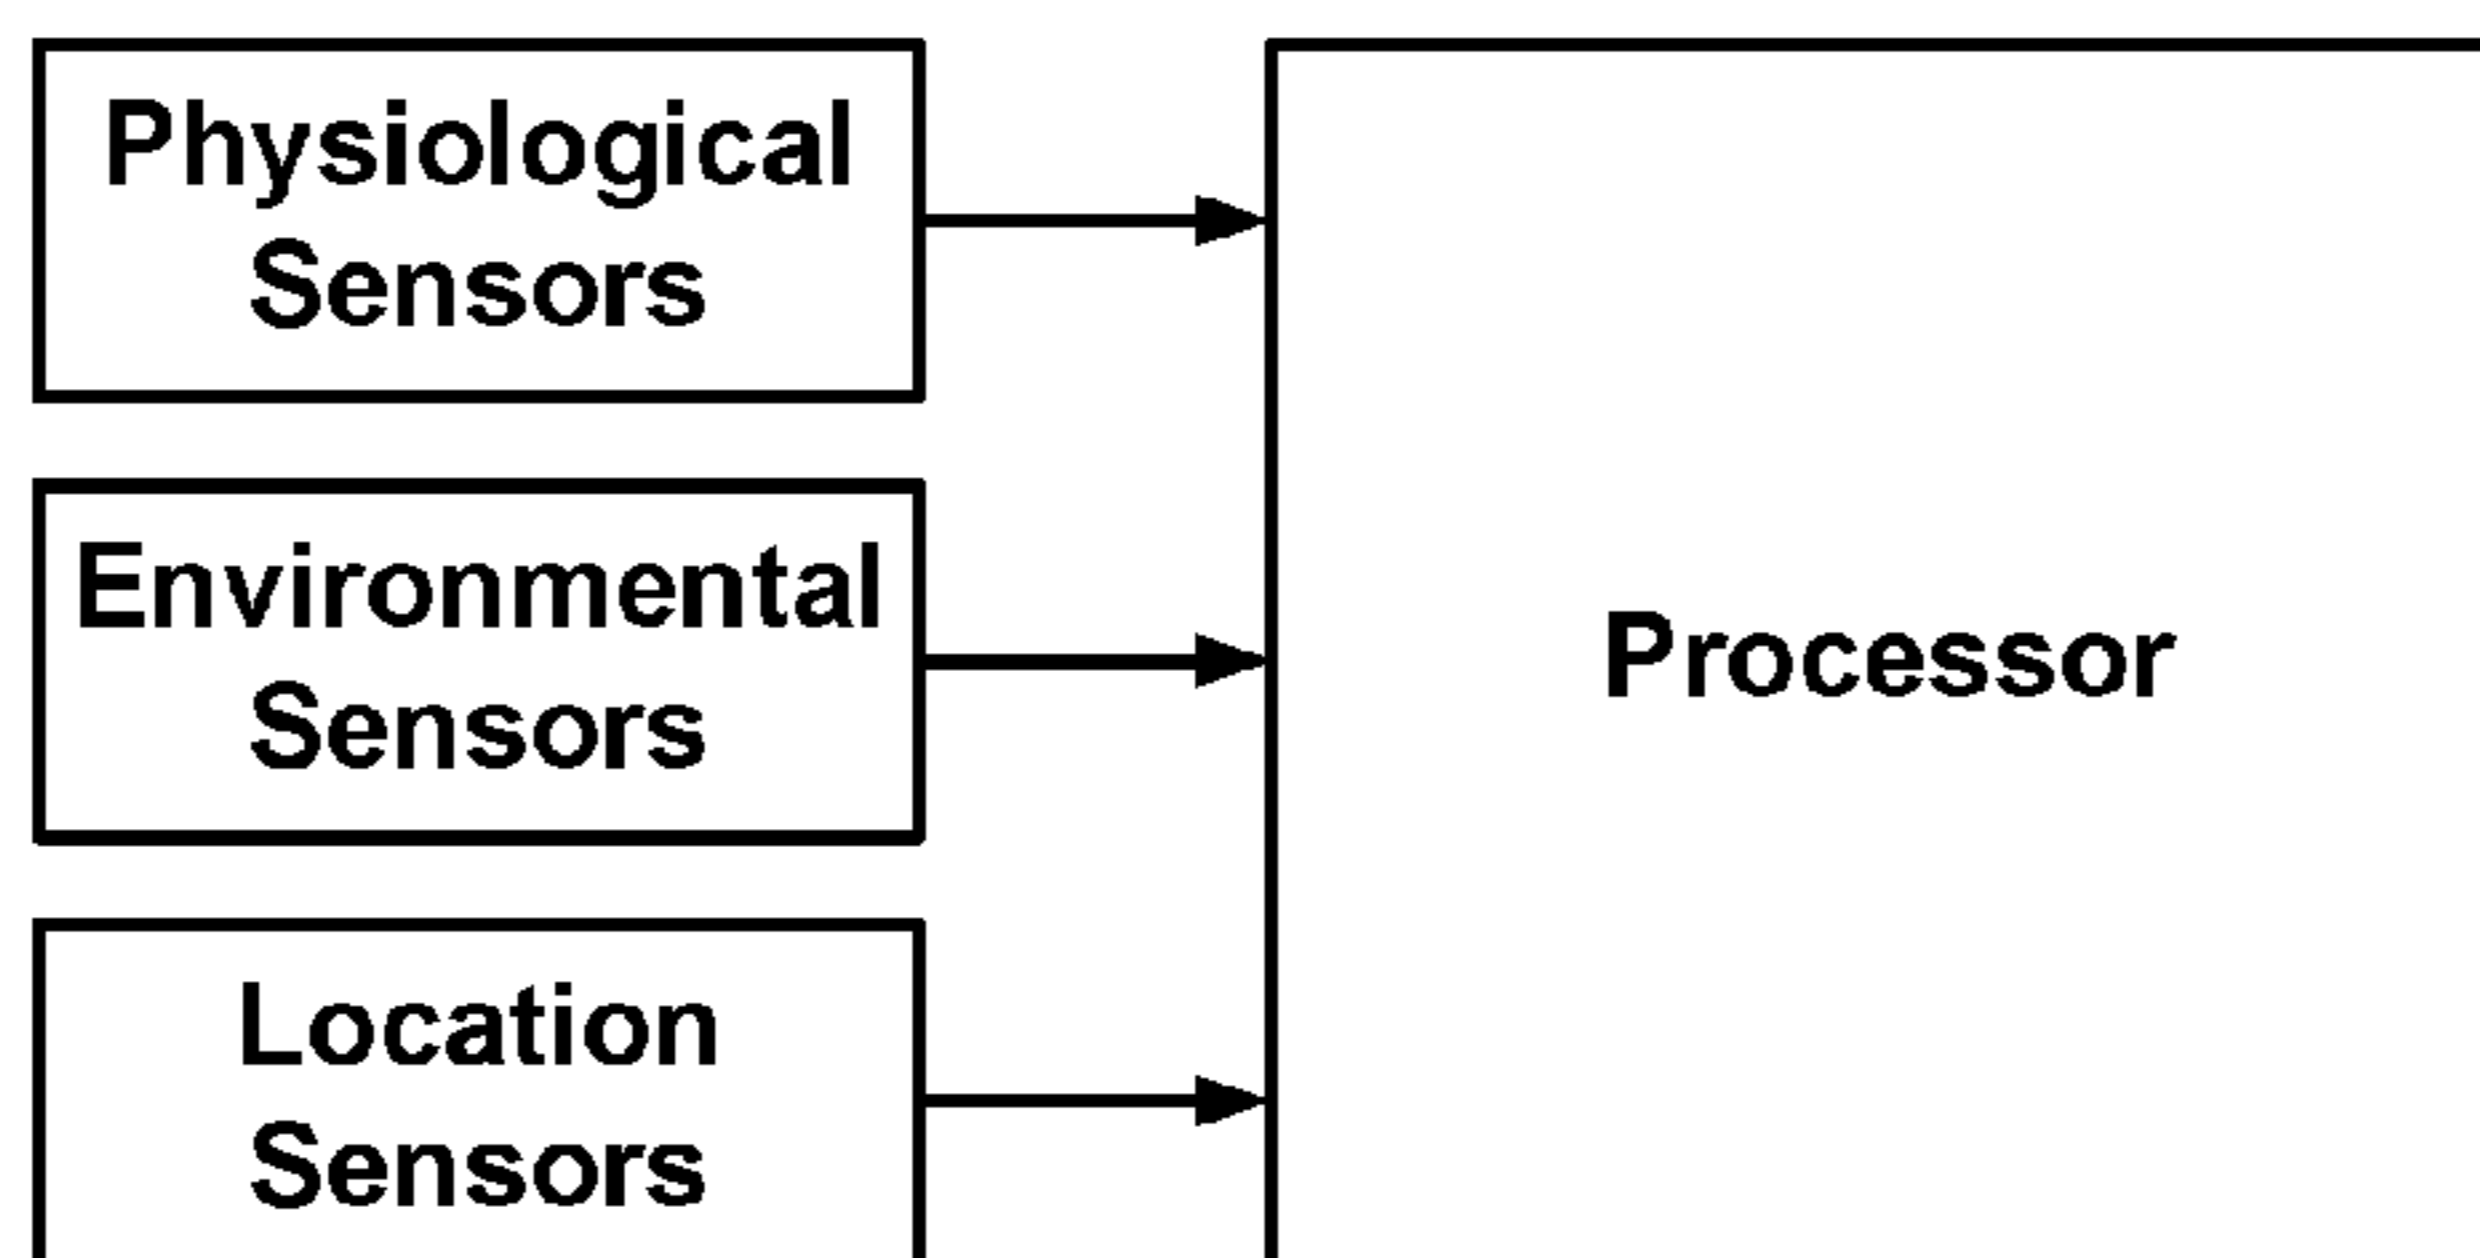 Physiological
Sensors
Environmental
Sensors
Processor
Location
Sensors